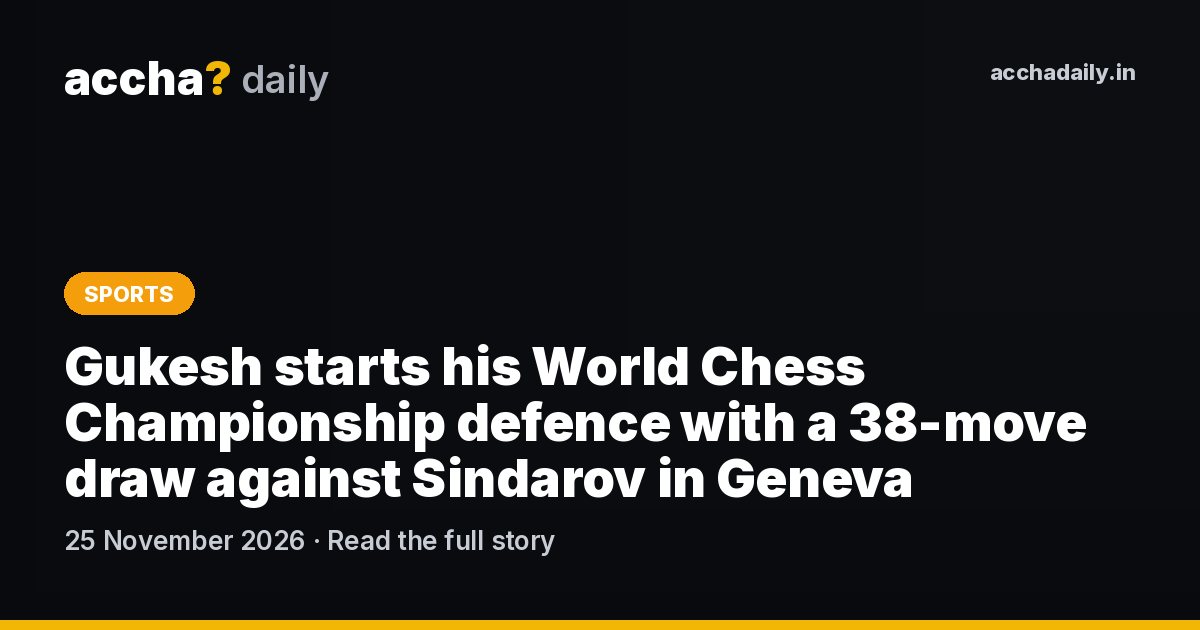 accha? daily
acchadaily.in
SPORTS
Gukesh starts his World Chess
Championship defence with a 38-move
draw against Sindarov in Geneva
25 November 2026 · Read the full story